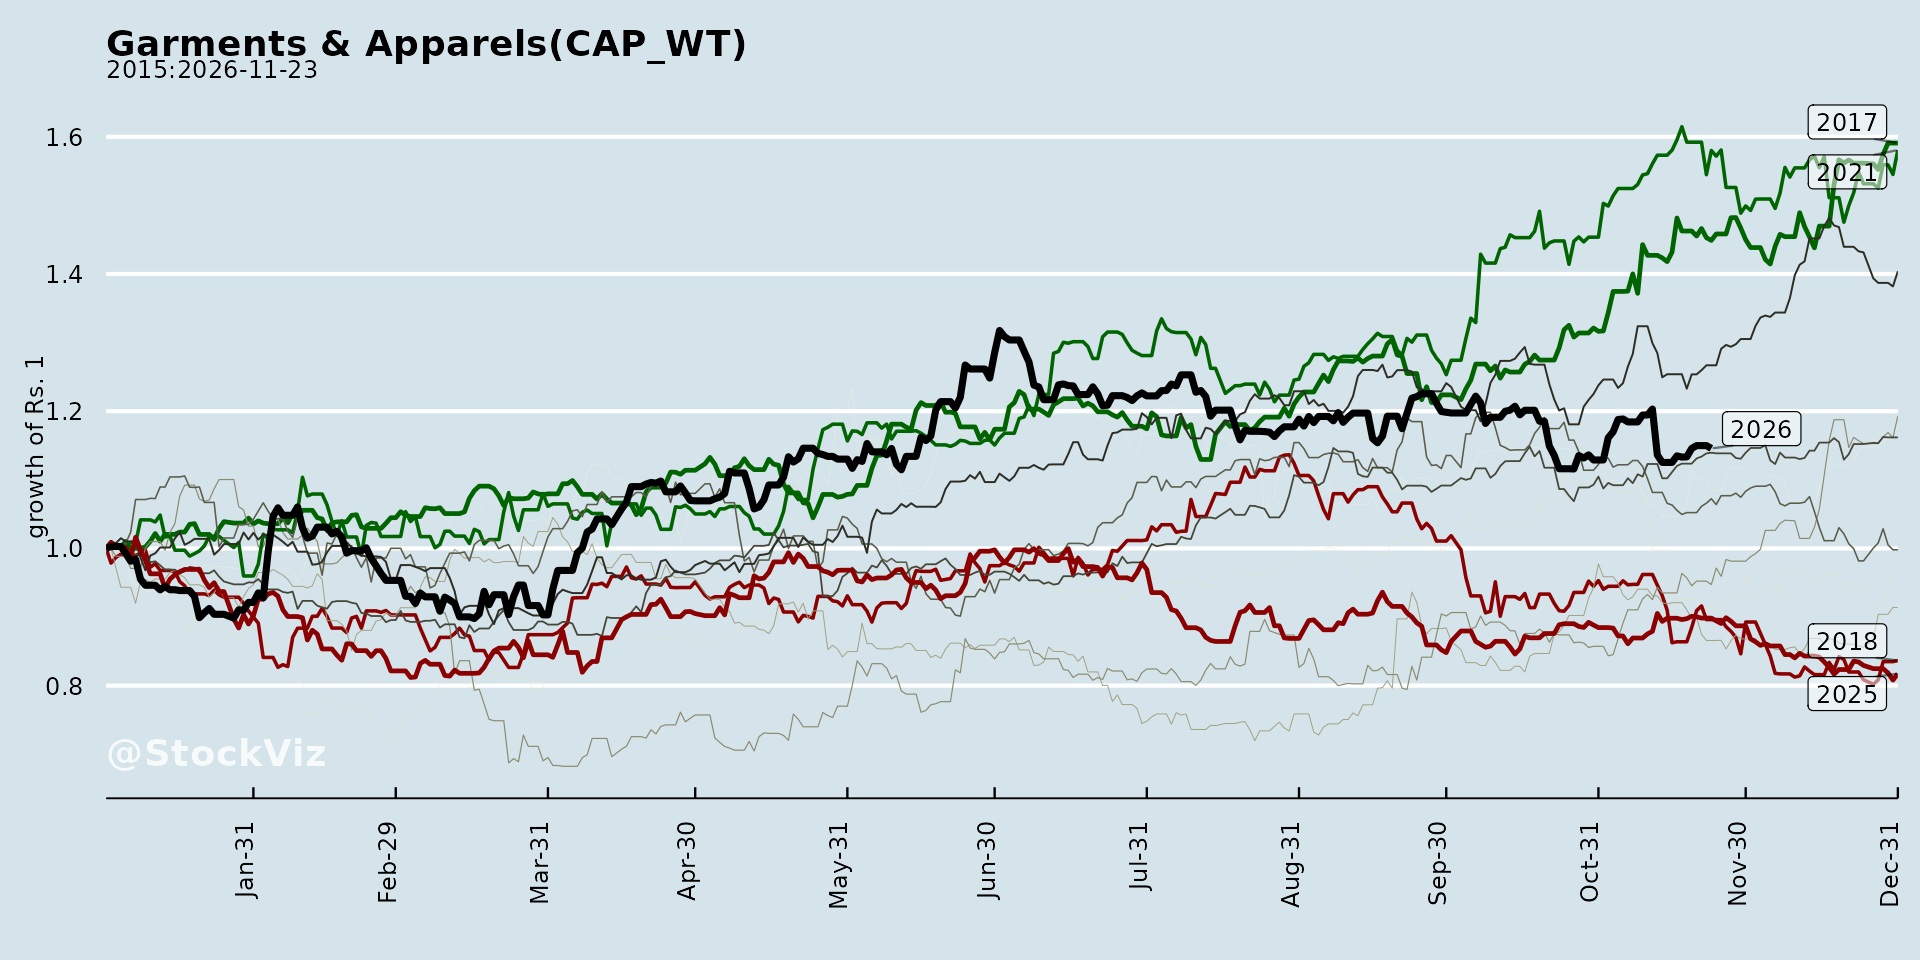 Garments & Apparels(CAP_WT)
2015:2026-11-23
growth of Rs. 1
1.6
1.4
1.2
1.0
0.8
2017
2021
2026
2018
2025
@StockViz
Jan-31
Feb-29
Mar-31
Apr-30
May-31
Jun-30
Jul-31
Aug-31
Sep-30
Oct-31
Nov-30
Dec-31